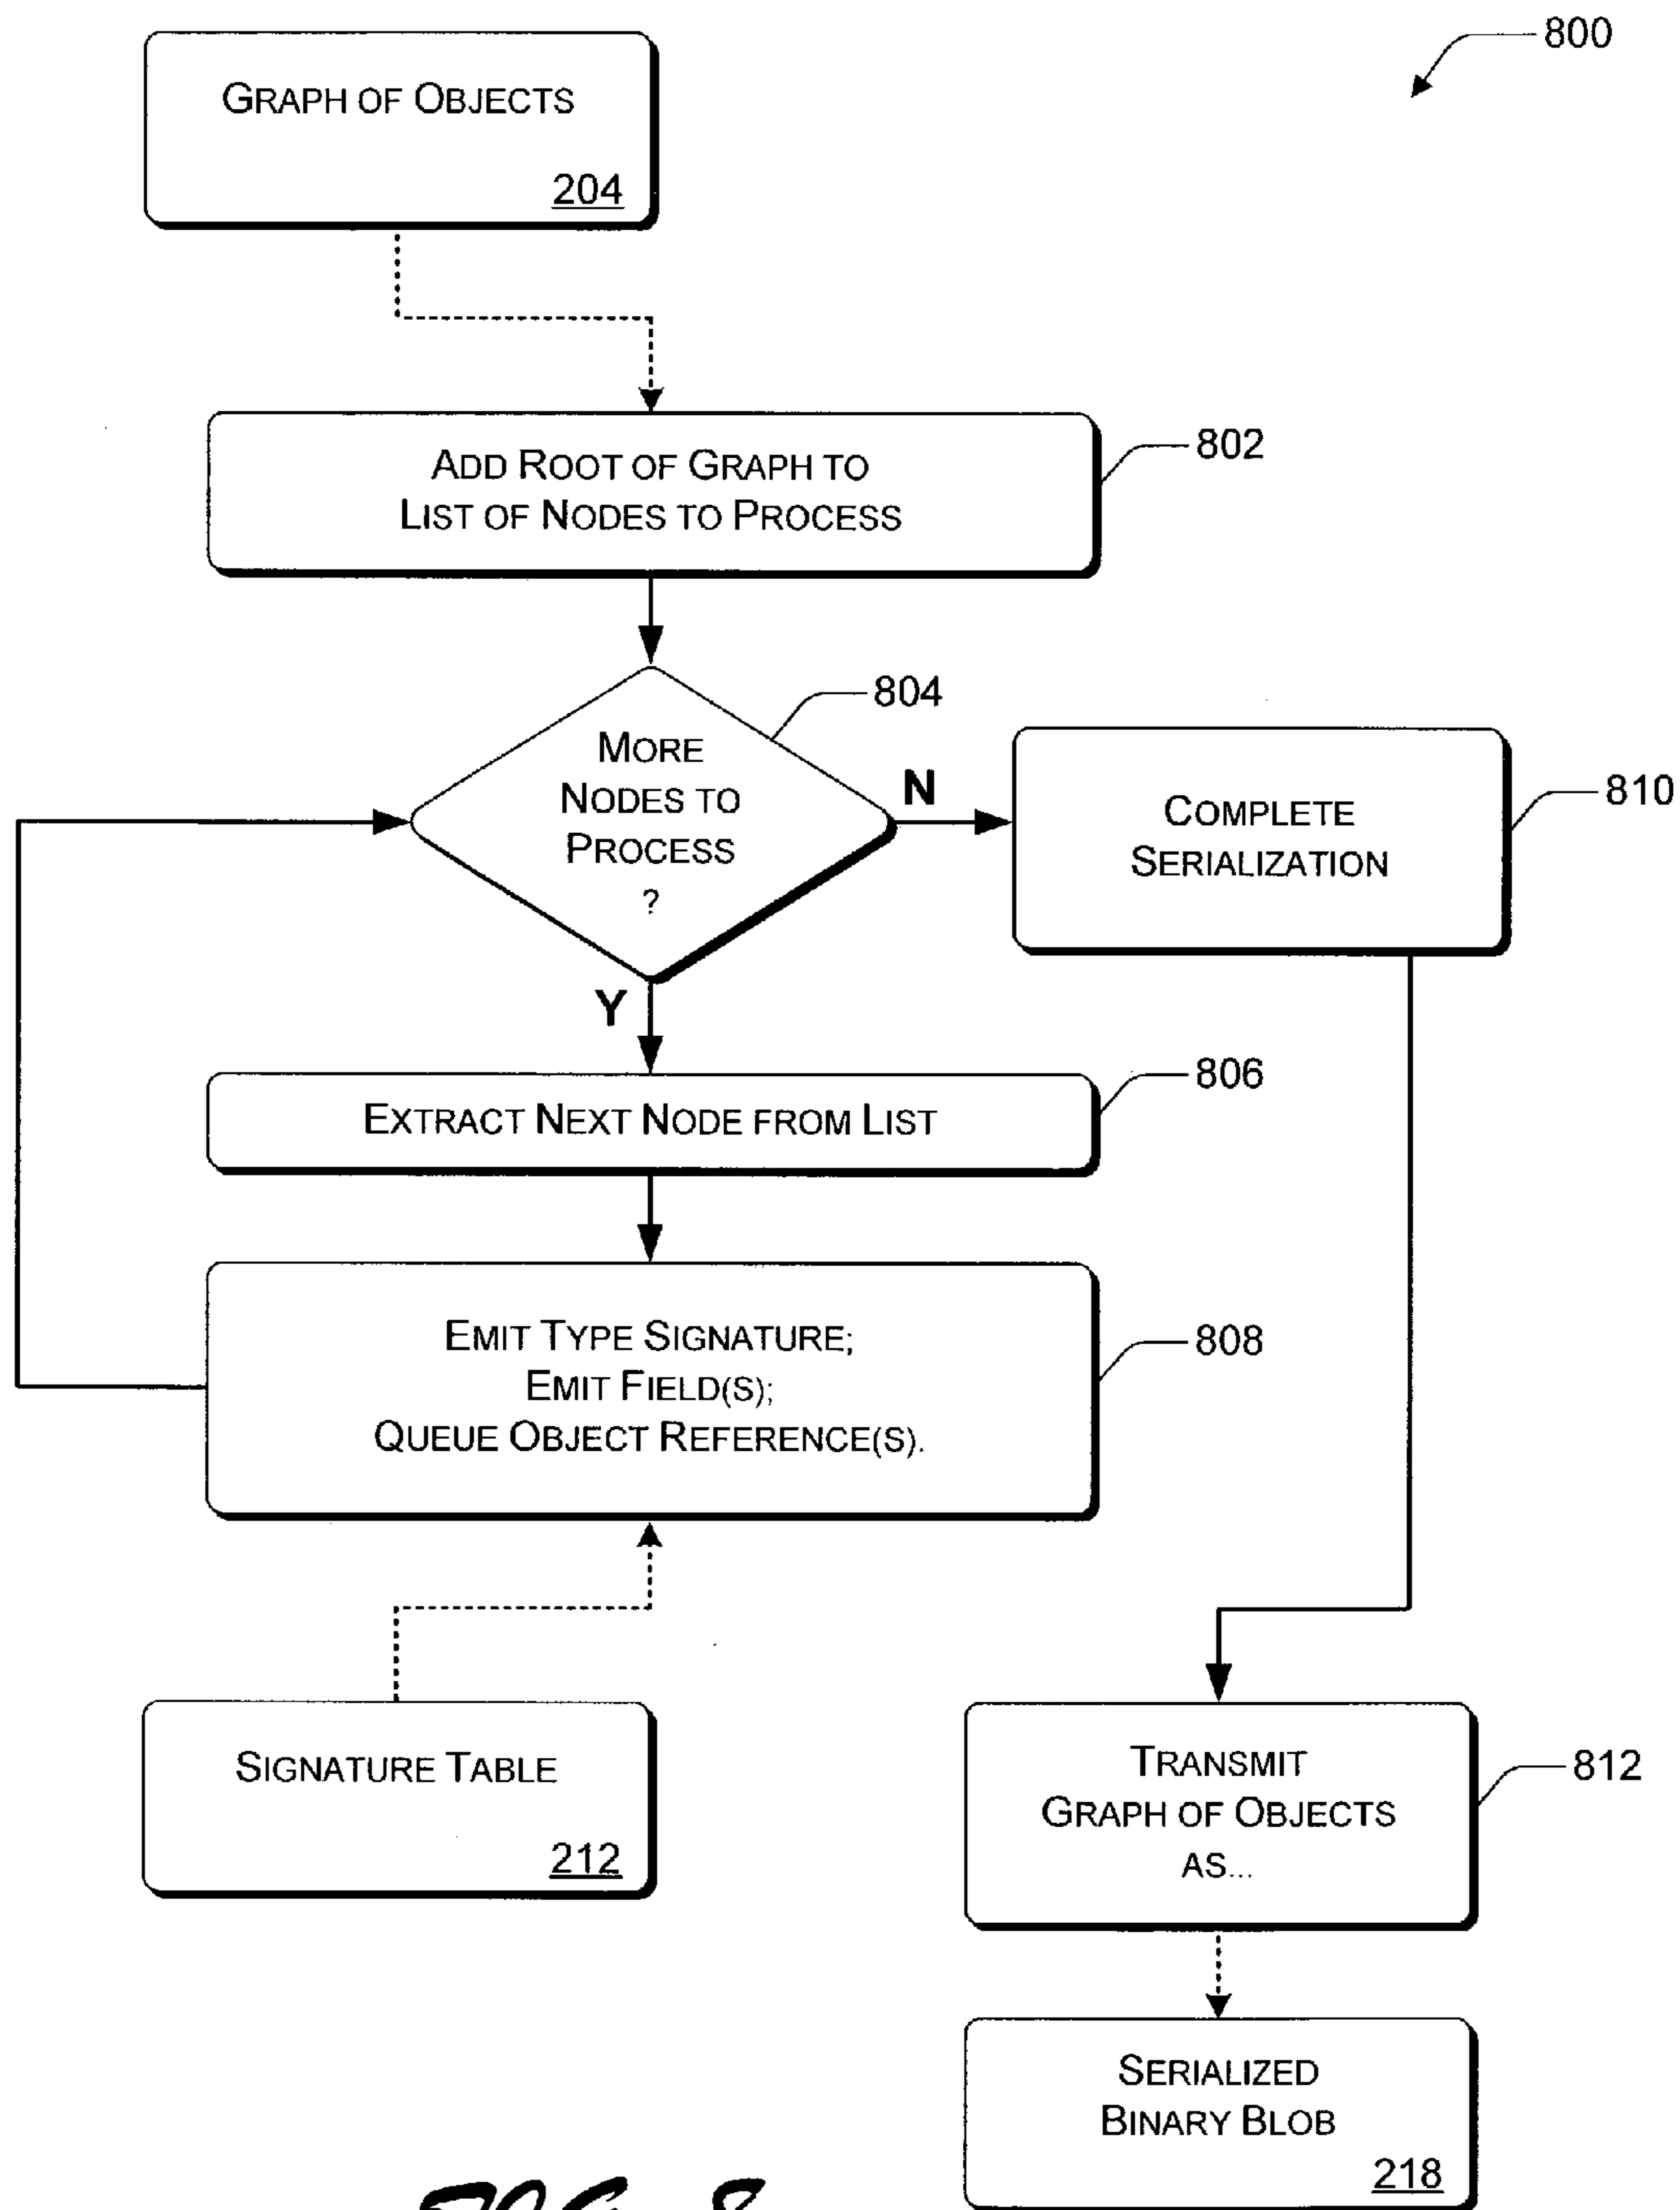 800
GRAPH OF OBJECTS
204
ADD ROOT OF GRAPH TO
LIST OF NODES TO PROCESS
802
804
MORE
NODES TO
PROCESS
?
N
Y
COMPLETE
SERIALIZATION
810
806
EXTRACT NEXT NODE FROM LIST
EMIT TYPE SIGNATURE;
EMIT FIELD(S);
QUEUE OBJECT REFERENCE(S).
808
SIGNATURE TABLE
212
TRANSMIT
GRAPH OF OBJECTS
AS...
812
SERIALIZED
BINARY BLOB
218
FIG. 8